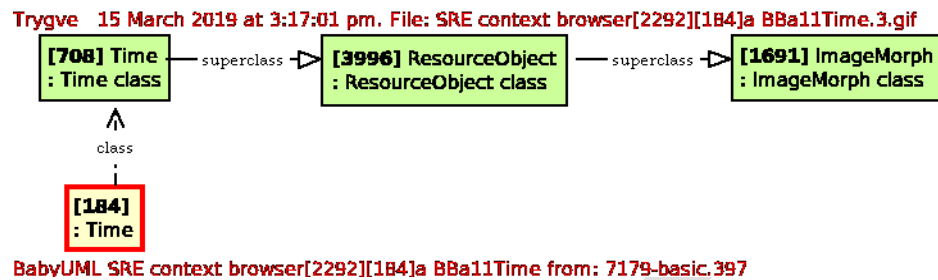 Trygve 15 March 2019 at 3:17:01 pm. File: SRE context browser[2292][184]a BBa11Time.3.gif
[708] Time
: Time class
superclass
[3996] ResourceObject
: ResourceObject class
superclass
[1691] ImageMorph
: ImageMorph class
class
[184]
: Time
BabyUML SRE context browser[2292][184]a BBa11Time from: 7179-basic.397